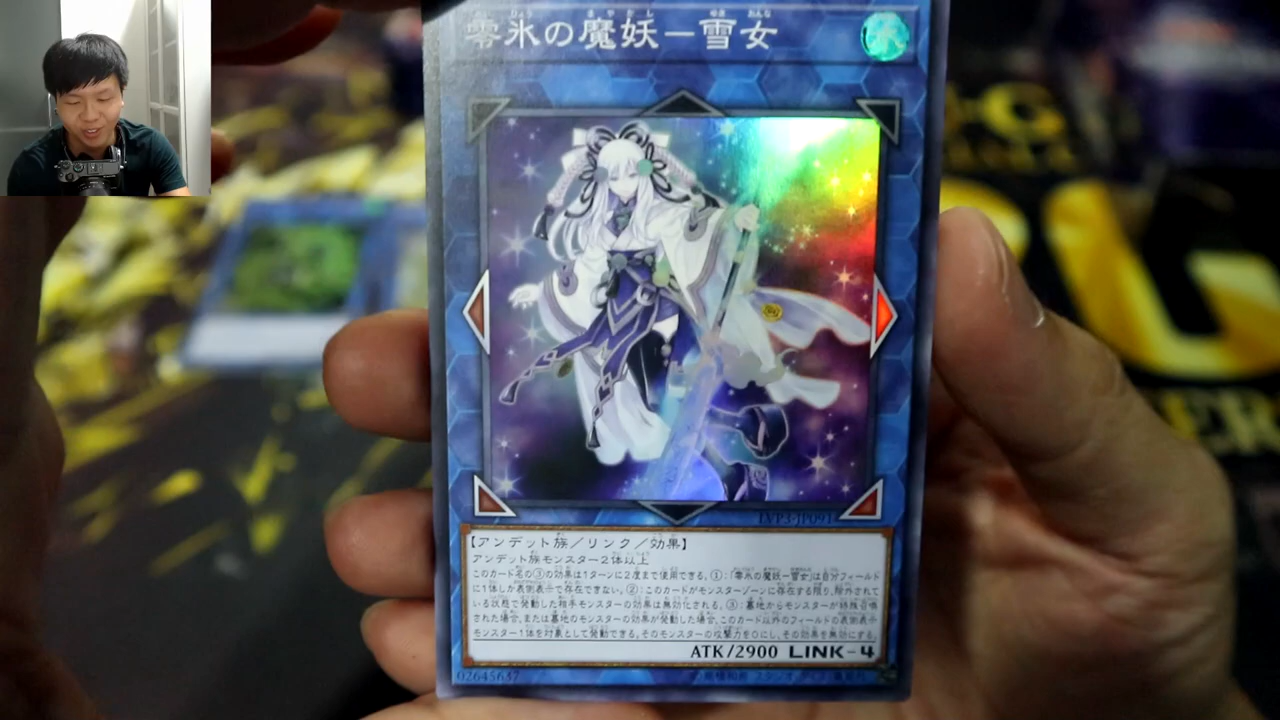 零氷の魔妖－雪女
LVP3-JP091
【アンデット族／リンク／効果】
アンデット族モンスター2体以上
このカード名の③の効果は1ターンに2度まで使用できる。①：「零氷の魔妖－雪女」は自分フィールド
に1体しか表側表示で存在できない。②：このカードがモンスターゾーンに存在する限り、除外されて
いる状態で発動した相手モンスターの効果は無効化される。③：墓地からモンスターが特殊召喚
された場合、または墓地のモンスターの効果が発動した場合、このカード以外のフィールドの表側表示
モンスター1体を対象として発動できる。そのモンスターの攻撃力を0にし、その効果を無効にする。
ATK/2900 LINK-4
02645637